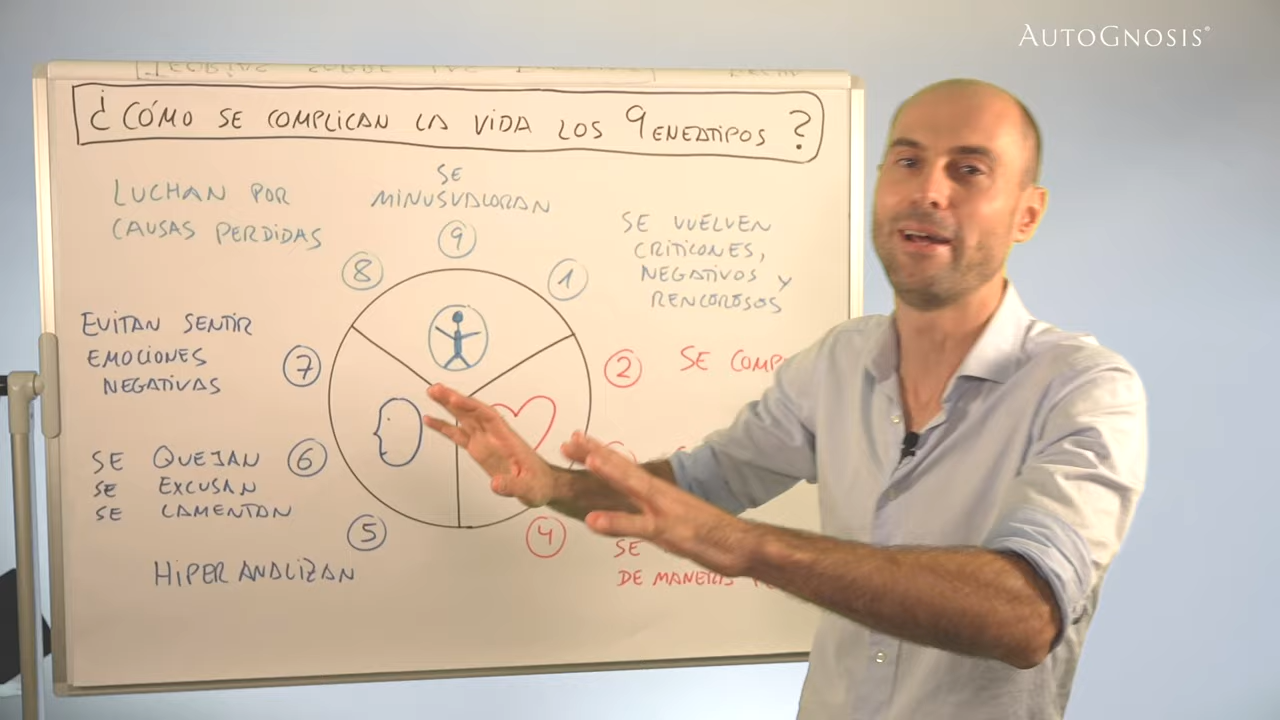 AUTOGNOSIS®
¿CÓMO SE COMPLICAN LA VIDA LOS 9 ENEATIPOS?
LUCHAN POR
CAUSAS PERDIDAS
8
SE
MINUSVALORAN
9
1
SE VUELVEN
CRITICONES,
NEGATIVOS Y
RENCOROSOS
EVITAN SENTIR
EMOCIONES
NEGATIVAS
7
2
SE
SE QUEJAN
SE EXCUSAN
SE LAMENTAN
6
5
HIPERANALIZAN
4
SE
DE MANERA